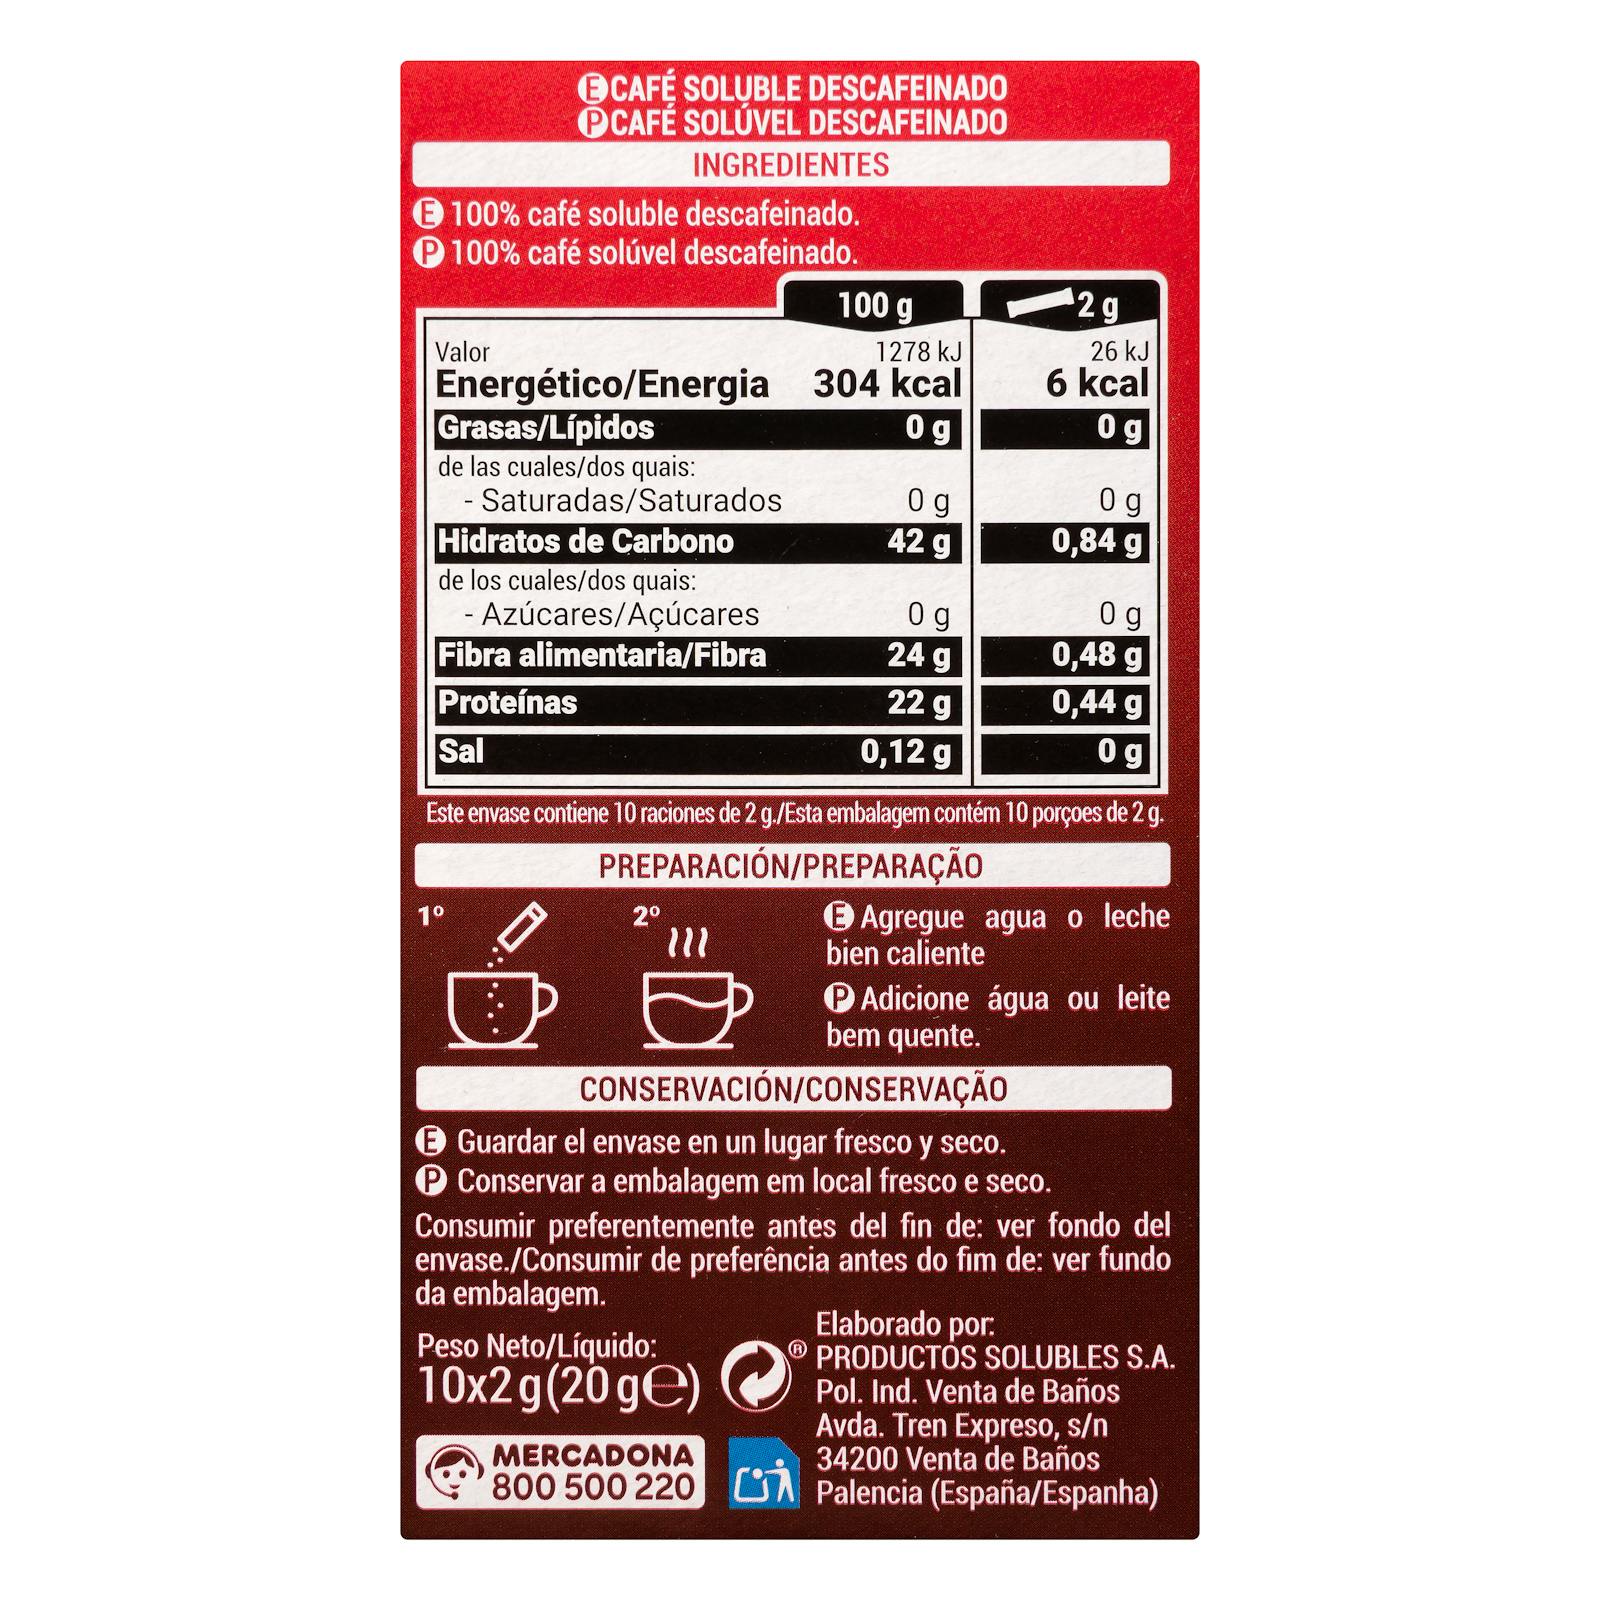 E CAFÉ SOLUBLE DESCAFEINADO
P CAFÉ SOLÚVEL DESCAFEINADO
INGREDIENTES
E 100% café soluble descafeinado.
P 100% café solúvel descafeinado.
100 g 2 g
Valor 1278 kJ 26 kJ
Energético/Energia 304 kcal 6 kcal
Grasas/Lípidos 0 g 0 g
de las cuales/dos quais:
- Saturadas/Saturados 0 g 0 g
Hidratos de Carbono 42 g 0,84 g
de los cuales/dos quais:
- Azúcares/Açúcares 0 g 0 g
Fibra alimentaria/Fibra 24 g 0,48 g
Proteínas 22 g 0,44 g
Sal 0,12 g 0 g
Este envase contiene 10 raciones de 2 g./Esta embalagem contém 10 porçoes de 2 g.
PREPARACIÓN/PREPARAÇÃO
1º 2º
E Agregue agua o leche
bien caliente
P Adicione água ou leite
bem quente.
CONSERVACIÓN/CONSERVAÇÃO
E Guardar el envase en un lugar fresco y seco.
P Conservar a embalagem em local fresco e seco.
Consumir preferentemente antes del fin de: ver fondo del
envase./Consumir de preferência antes do fim de: ver fundo
da embalagem.
Peso Neto/Líquido:
10x2 g (20 g ℮)
®
Elaborado por:
PRODUCTOS SOLUBLES S.A.
Pol. Ind. Venta de Baños
Avda. Tren Expreso, s/n
34200 Venta de Baños
Palencia (España/Espanha)
MERCADONA
800 500 220